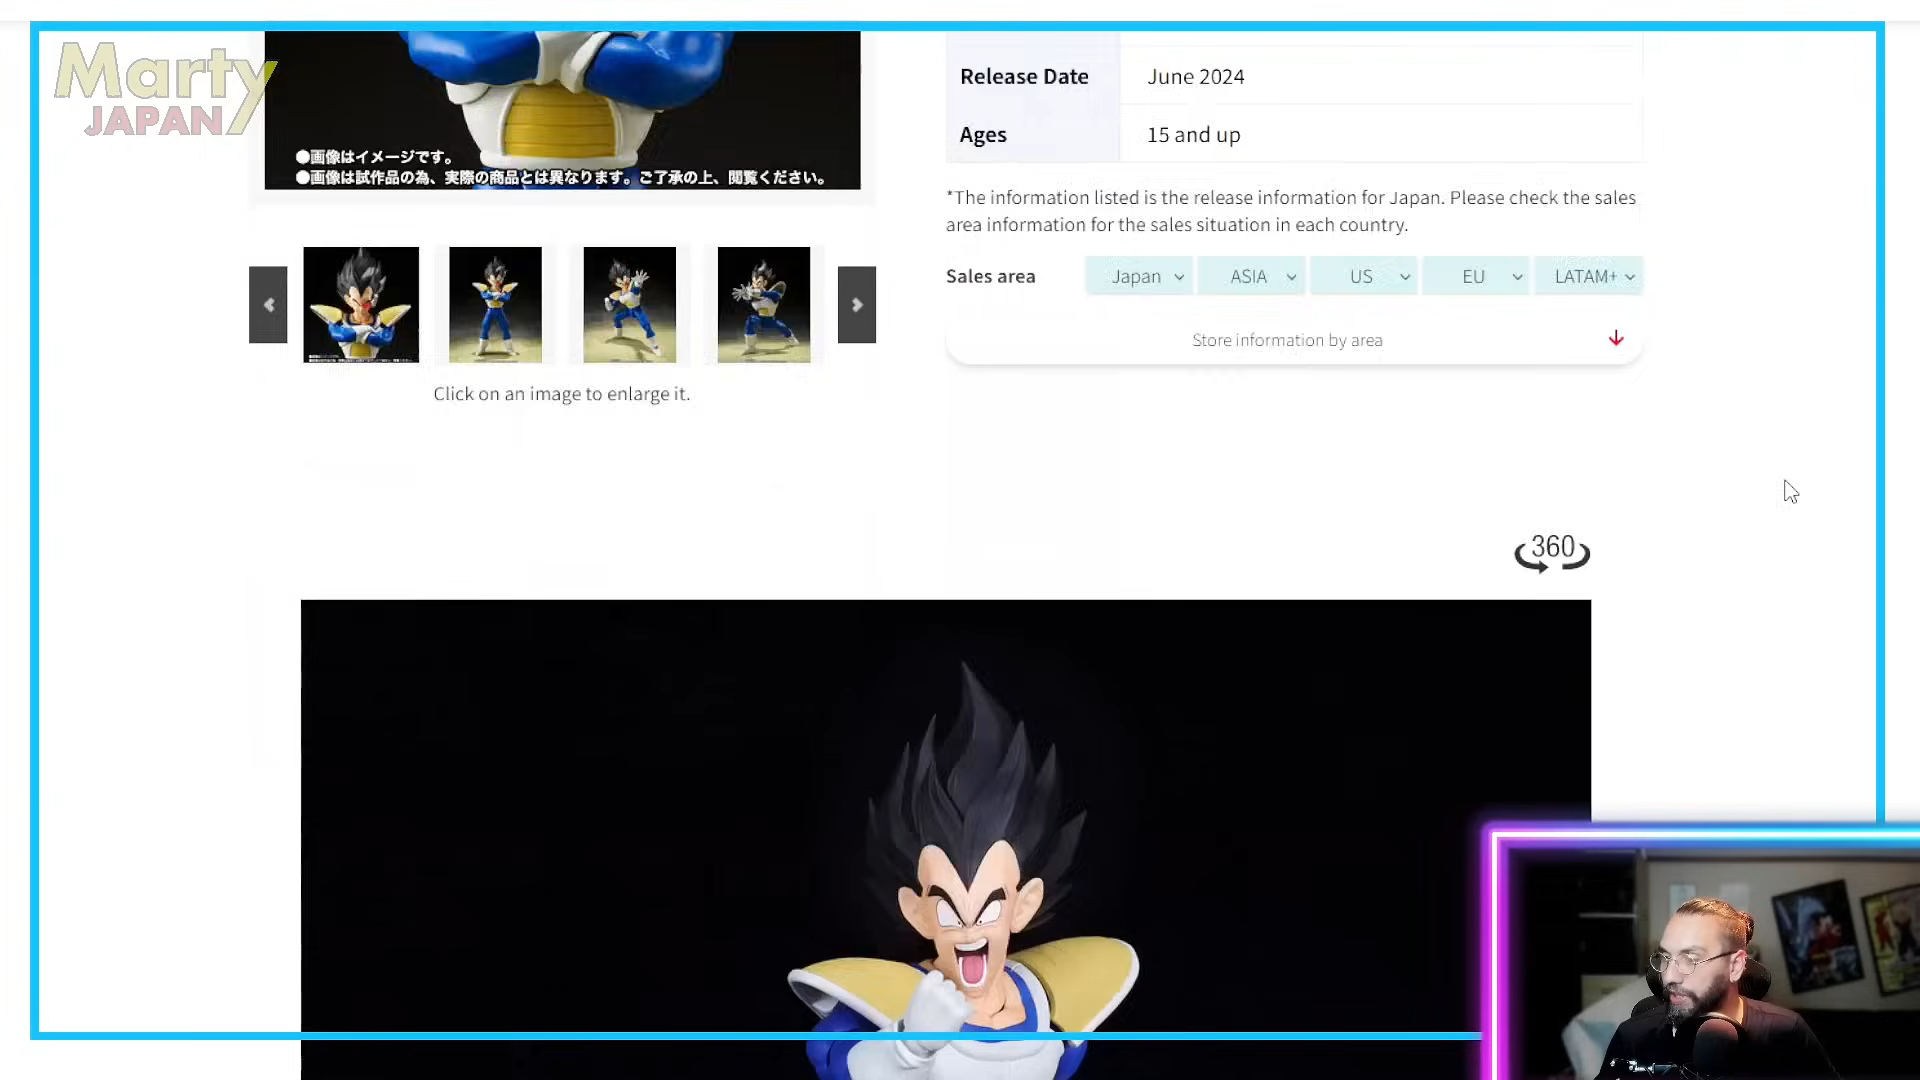 Marty
JAPAN
●画像はイメージです。
●画像は試作品の為、実際の商品とは異なります。ご了承の上、閲覧ください。
Click on an image to enlarge it.
Release Date June 2024
Ages 15 and up
*The information listed is the release information for Japan. Please check the sales
area information for the sales situation in each country.
Sales area Japan ASIA US EU LATAM+
Store information by area
360